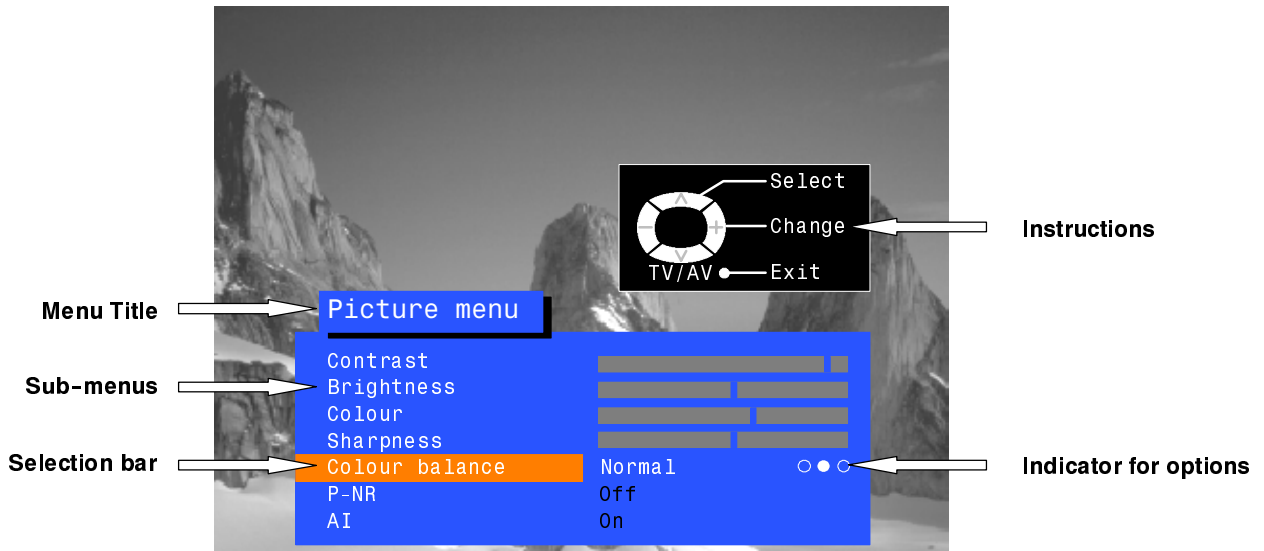 Select
Change
Instructions
TV/AV Exit
Menu Title
Picture menu
Contrast
Sub-menus
Brightness
Colour
Sharpness
Selection bar
Colour balance Normal
Indicator for options
P-NR Off
AI On